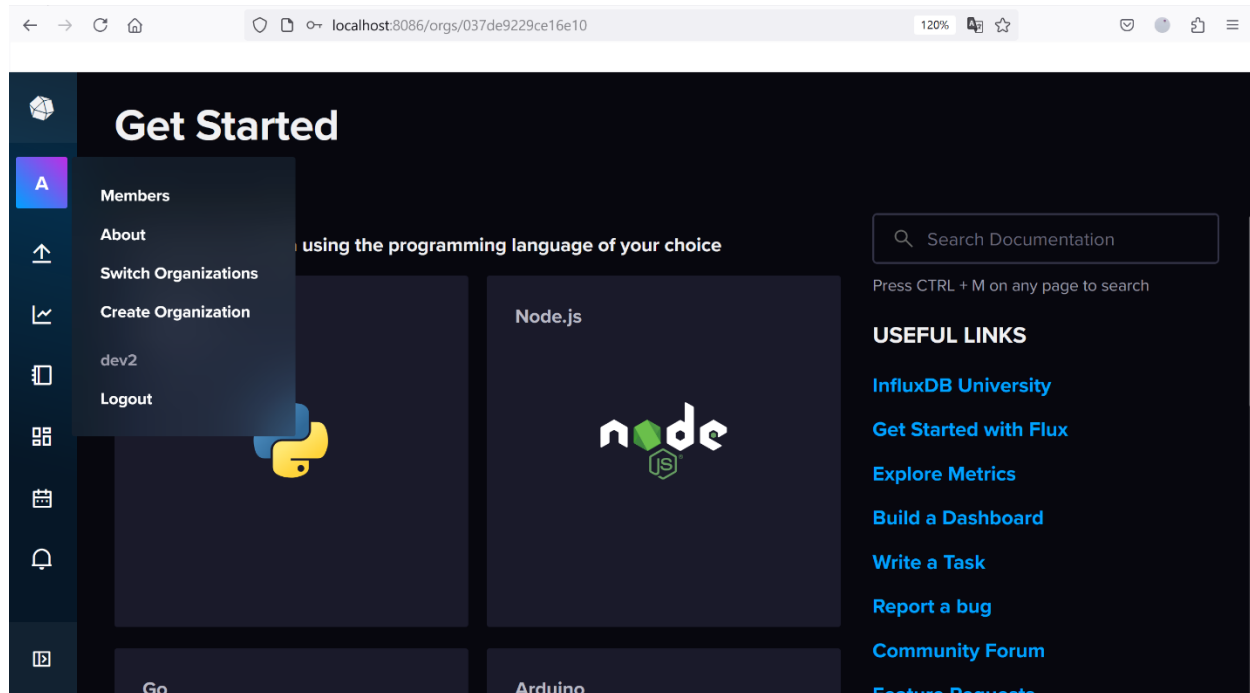 localhost:8086/orgs/037de9229ce16e10
120%
Get Started
A
Members
About
Switch Organizations
Create Organization
dev2
Logout
using the programming language of your choice
Node.js
node
JS
Go
Arduino
Search Documentation
Press CTRL + M on any page to search
USEFUL LINKS
InfluxDB University
Get Started with Flux
Explore Metrics
Build a Dashboard
Write a Task
Report a bug
Community Forum
Feature Requests